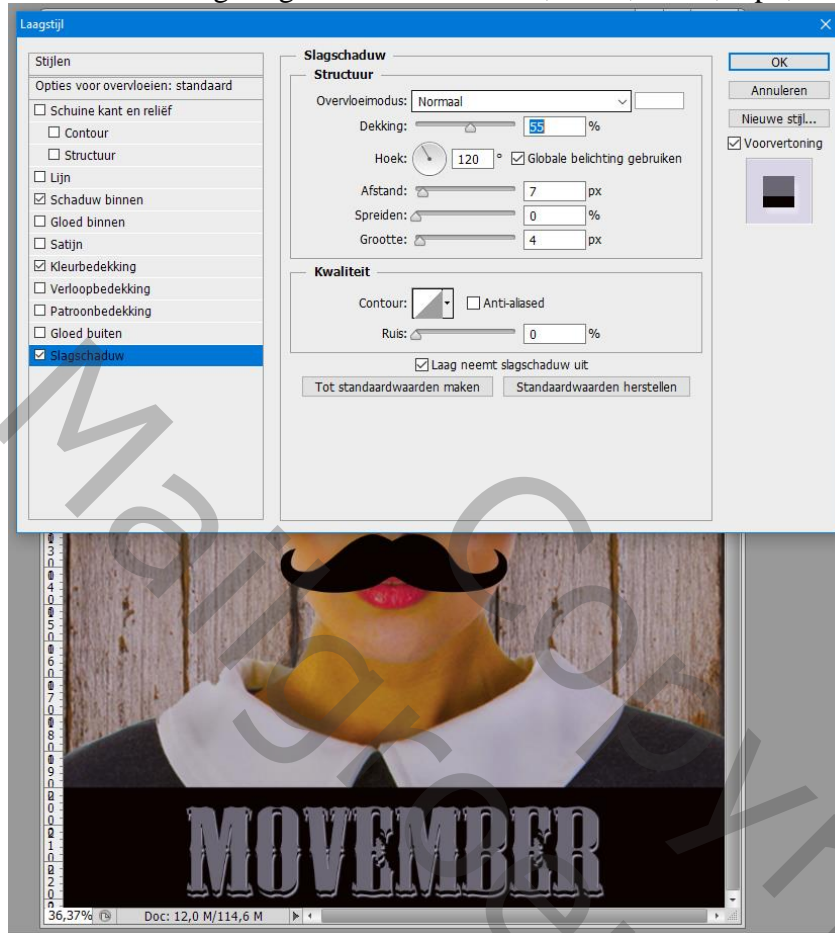 Laagstijl
Stijlen
Opties voor overvloeien: standaard
Schuine kant en reliëf
Contour
Structuur
Lijn
Schaduw binnen
Gloed binnen
Satijn
Kleurbedekking
Verloopbedekking
Patroonbedekking
Gloed buiten
Slagschaduw
Slagschaduw
Structuur
Overvloeimodus: Normaal
Dekking: 55 %
Hoek: 120 ° Globale belichting gebruiken
Afstand: 7 px
Spreiden: 0 %
Grootte: 4 px
Kwaliteit
Contour: Anti-aliased
Ruis: 0 %
Laag neemt slagschaduw uit
Tot standaardwaarden maken Standaardwaarden herstellen
OK
Annuleren
Nieuwe stijl...
Voorvertoning
MOVEMBER
36,37% Doc: 12,0 M/114,6 M